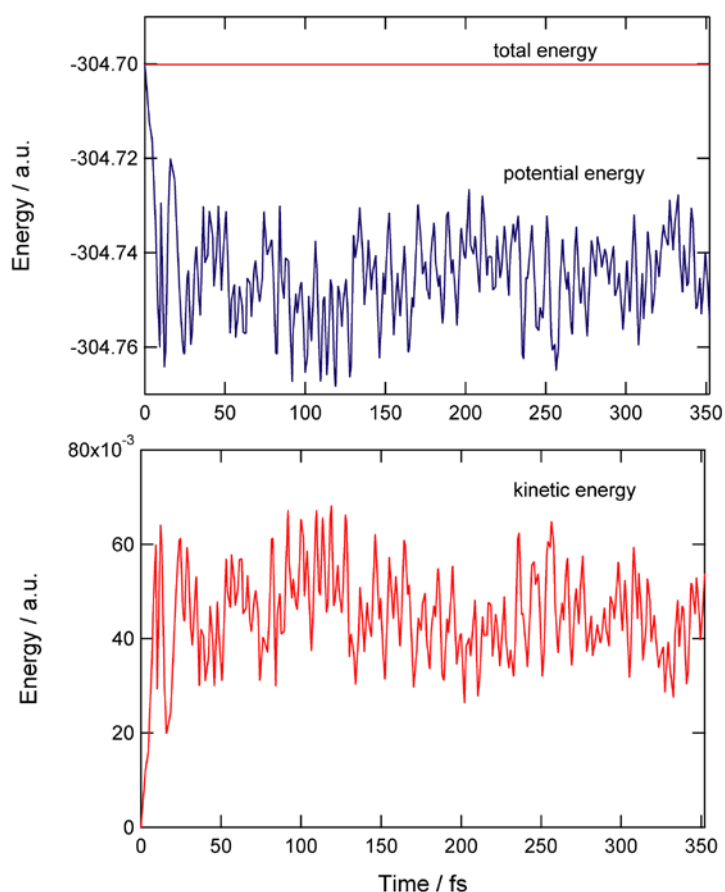 total energy
-304.70
-304.72
potential energy
Energy / a.u.
-304.74
-304.76
0 50 100 150 200 250 300 350
80x10⁻³
kinetic energy
60
Energy / a.u.
40
20
0
0 50 100 150 200 250 300 350
Time / fs